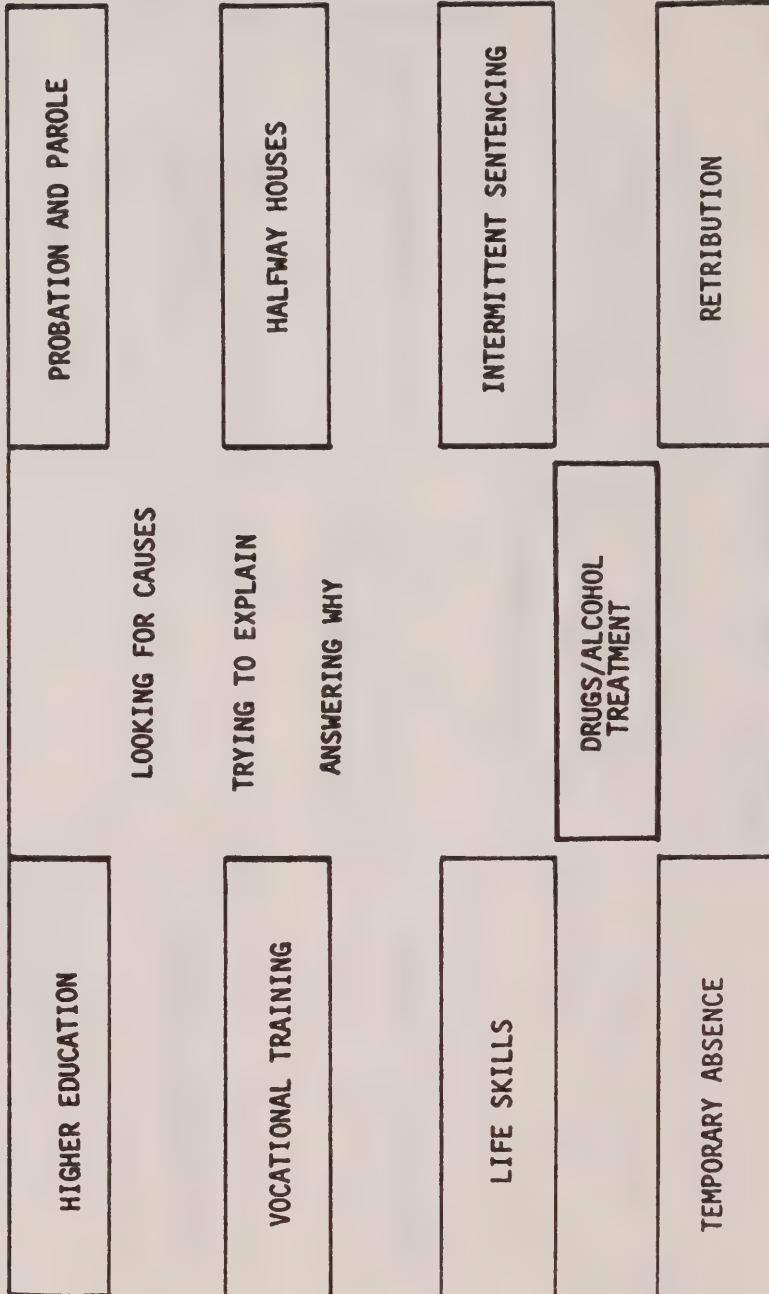 HIGHER EDUCATION
VOCATIONAL TRAINING
LIFE SKILLS
TEMPORARY ABSENCE
LOOKING FOR CAUSES
TRYING TO EXPLAIN
ANSWERING WHY
DRUGS/ALCOHOL
TREATMENT
PROBATION AND PAROLE
HALFWAY HOUSES
INTERMITTENT SENTENCING
RETRIBUTION